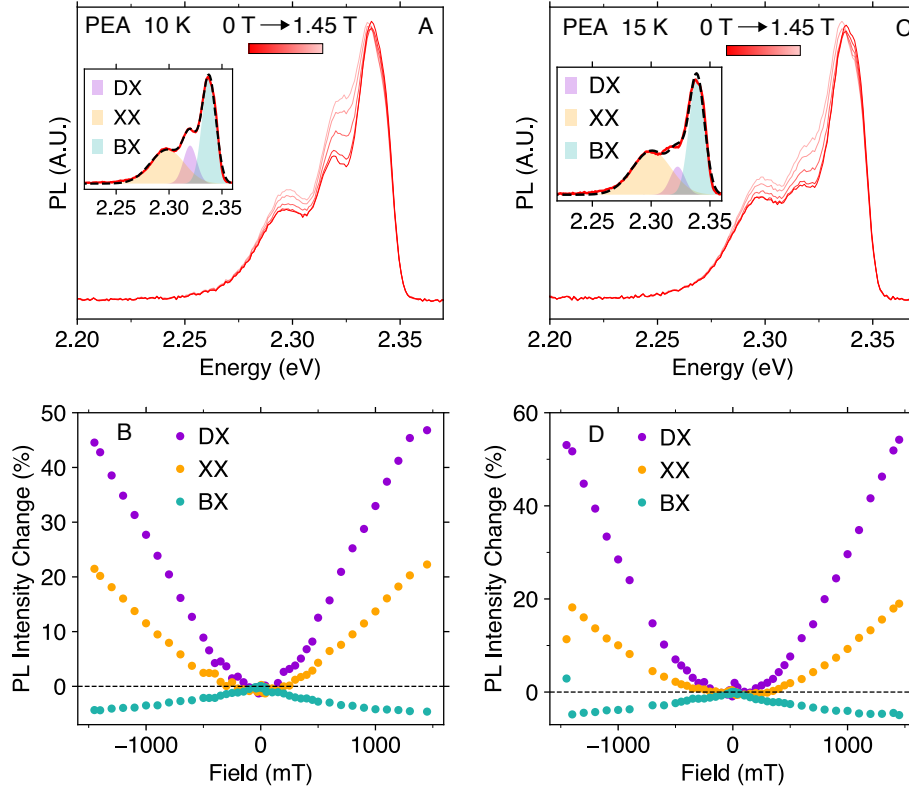 PEA 10 K 0 T → 1.45 T A
DX
XX
BX
2.25 2.30 2.35
PL (A.U.)
2.20 2.25 2.30 2.35
Energy (eV)
PEA 15 K 0 T → 1.45 T C
DX
XX
BX
2.25 2.30 2.35
PL (A.U.)
2.20 2.25 2.30 2.35
Energy (eV)
B
DX
XX
BX
PL Intensity Change (%)
50
40
30
20
10
0
−1000 0 1000
Field (mT)
D
DX
XX
BX
PL Intensity Change (%)
60
40
20
0
−1000 0 1000
Field (mT)